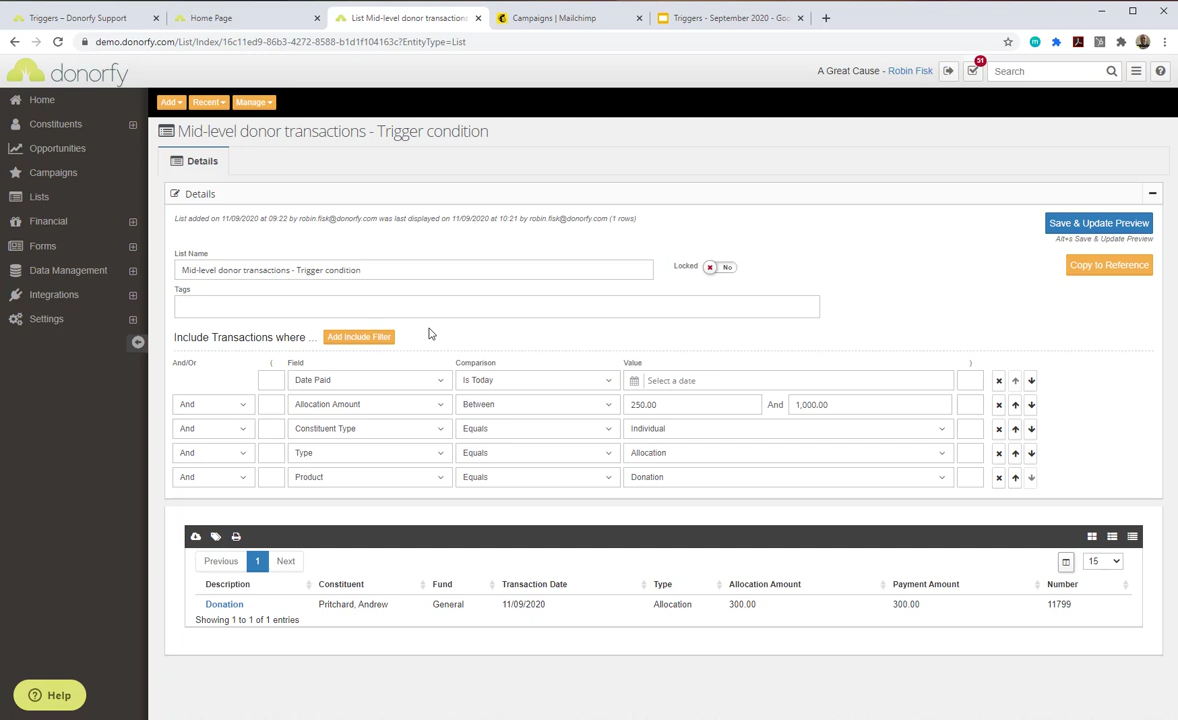 Triggers – Donorfy Support
Home Page
List Mid-level donor transactions
Campaigns | Mailchimp
Triggers - September 2020 - Goo
demo.donorfy.com/List/Index/16c11ed9-86b3-4272-8588-b1d1f104163c?EntityType=List
donorfy
A Great Cause - Robin Fisk
31
Search
Home
Constituents
Opportunities
Campaigns
Lists
Financial
Forms
Data Management
Integrations
Settings
Add
Recent
Manage
Mid-level donor transactions - Trigger condition
Details
Details
List added on 11/09/2020 at 09:22 by robin.fisk@donorfy.com was last displayed on 11/09/2020 at 10:21 by robin.fisk@donorfy.com (1 rows)
Save & Update Preview
Alt+s Save & Update Preview
Copy to Reference
List Name
Mid-level donor transactions - Trigger condition
Locked No
Tags
Include Transactions where ... Add Include Filter
And/Or ( Field Comparison Value )
Date Paid Is Today Select a date
And Allocation Amount Between 250.00 And 1,000.00
And Constituent Type Equals Individual
And Type Equals Allocation
And Product Equals Donation
Previous 1 Next 15
Description Constituent Fund Transaction Date Type Allocation Amount Payment Amount Number
Donation Pritchard, Andrew General 11/09/2020 Allocation 300.00 300.00 11799
Showing 1 to 1 of 1 entries
Help